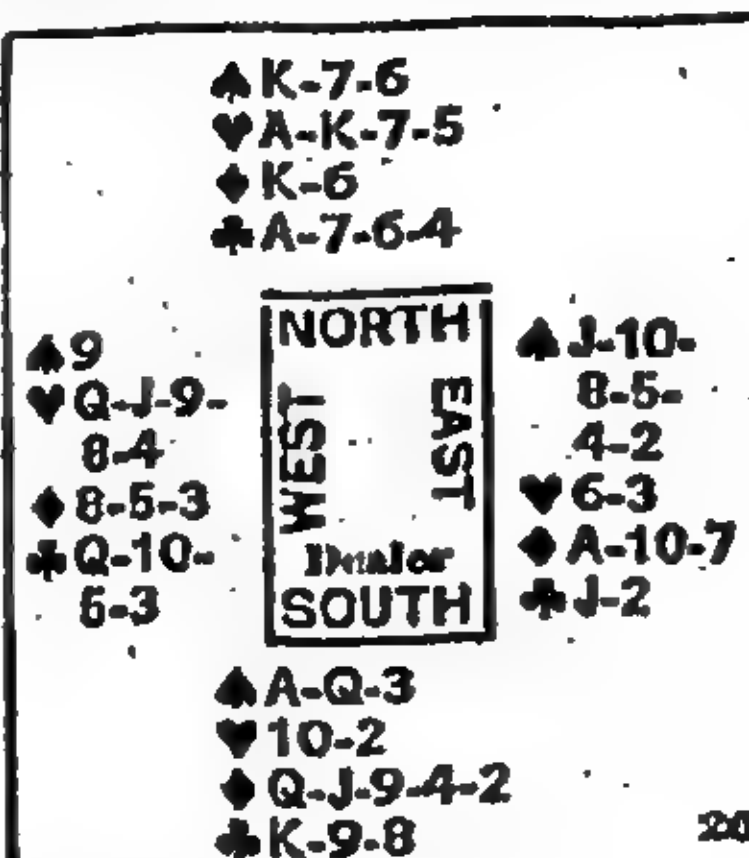 ♠K-7-6
♥A-K-7-5
♦K-6
♣A-7-6-4
♠9
♥Q-J-9-
8-4
♦8-5-3
♣Q-10-
5-3
NORTH
WEST
EAST
Dealer
SOUTH
♠J-10-
8-5-
4-2
♥6-3
♦A-10-7
♣J-2
♠A-Q-3
♥10-2
♦Q-J-9-4-2
♣K-9-8